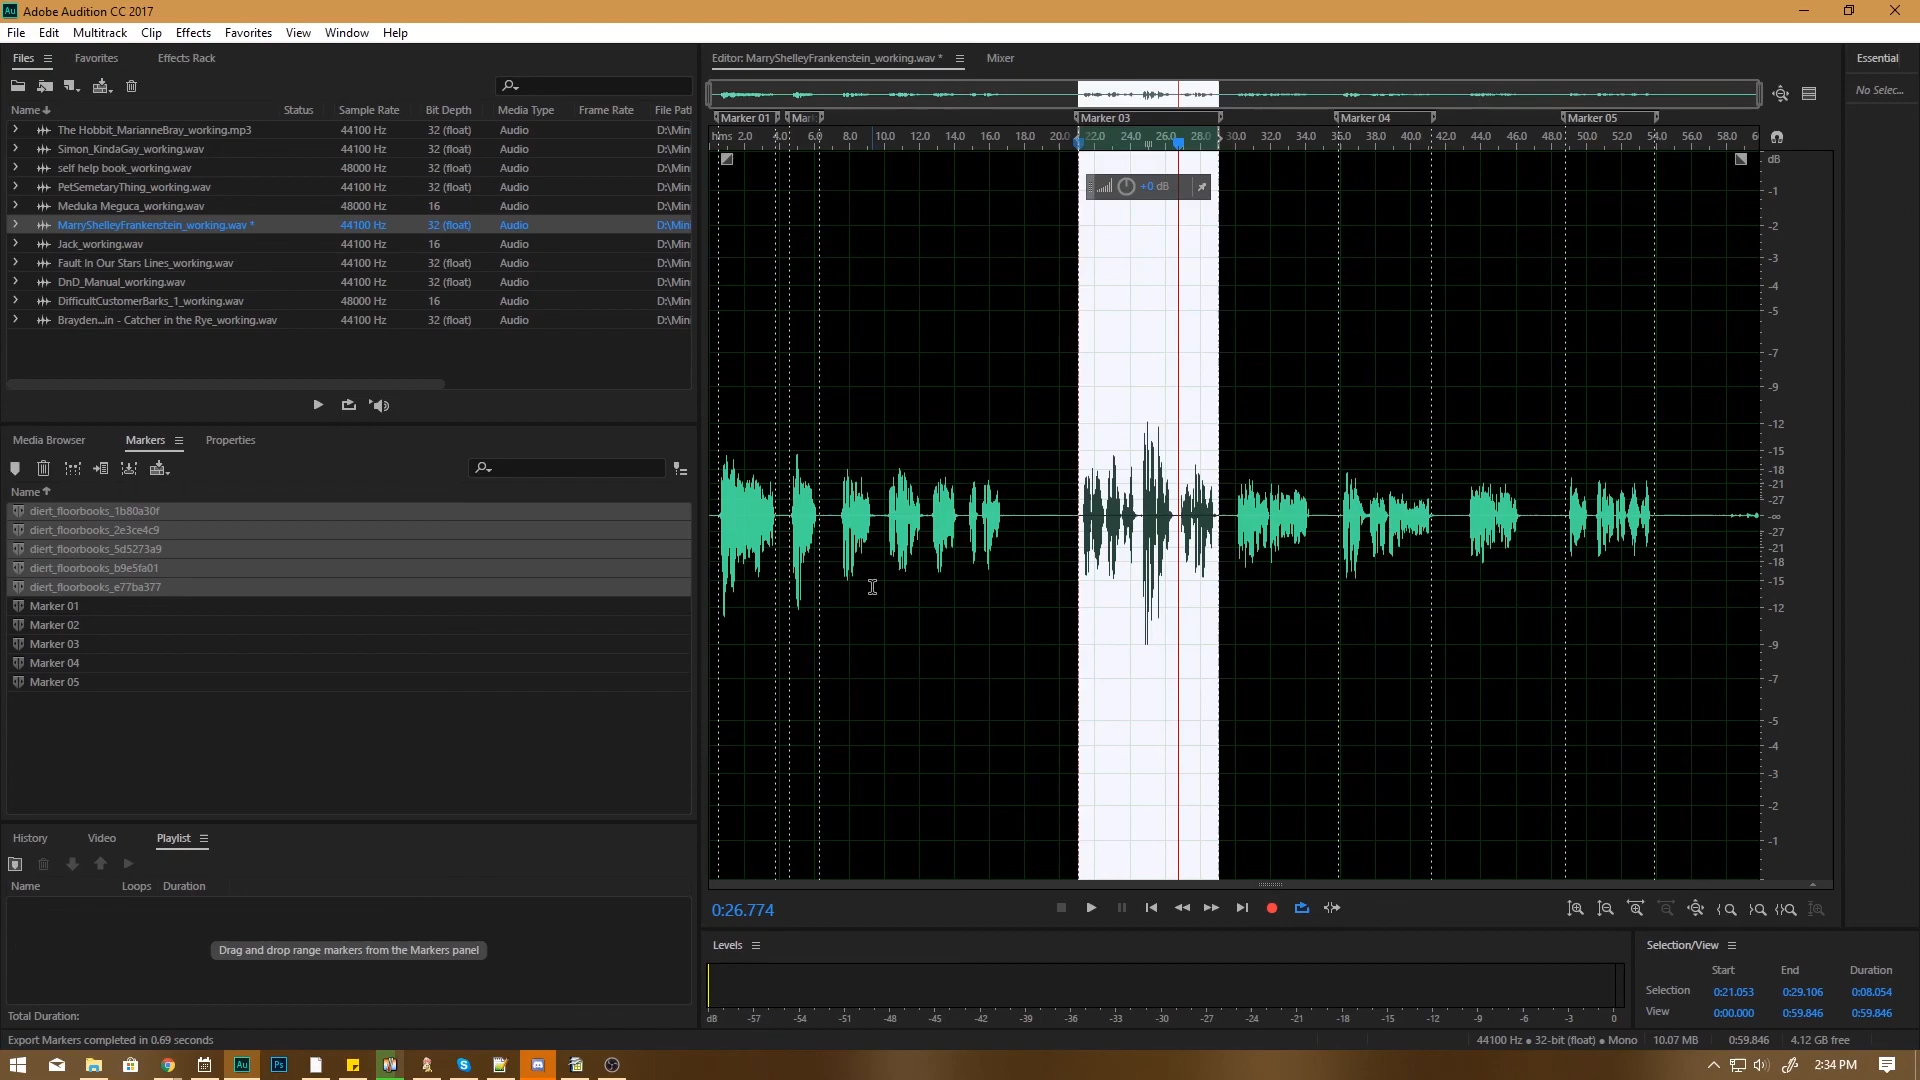 Au Adobe Audition CC 2017
File Edit Multitrack Clip Effects Favorites View Window Help
Files Favorites Effects Rack
Name Status Sample Rate Bit Depth Media Type Frame Rate File Patl
The Hobbit_MarianneBray_working.mp3 44100 Hz 32 (float) Audio D:\Min
Simon_KindaGay_working.wav 44100 Hz 32 (float) Audio D:\Min
self help book_working.wav 48000 Hz 32 (float) Audio D:\Min
PetSemetaryThing_working.wav 44100 Hz 32 (float) Audio D:\Min
Meduka Meguca_working.wav 48000 Hz 16 Audio D:\Min
MarryShelleyFrankenstein_working.wav * 44100 Hz 32 (float) Audio D:\Min
Jack_working.wav 44100 Hz 16 Audio D:\Min
Fault In Our Stars Lines_working.wav 44100 Hz 32 (float) Audio D:\Min
DnD_Manual_working.wav 44100 Hz 32 (float) Audio D:\Min
DifficultCustomerBarks_1_working.wav 48000 Hz 16 Audio D:\Min
Brayden...in - Catcher in the Rye_working.wav 44100 Hz 32 (float) Audio D:\Min
Media Browser Markers Properties
Name
diert_floorbooks_1b80a30f
diert_floorbooks_2e3ce4c9
diert_floorbooks_5d5273a9
diert_floorbooks_b9e5fa01
diert_floorbooks_e77ba377
Marker 01
Marker 02
Marker 03
Marker 04
Marker 05
History Video Playlist
Name Loops Duration
Drag and drop range markers from the Markers panel
Total Duration:
Export Markers completed in 0.69 seconds
Editor: MarryShelleyFrankenstein_working.wav * Mixer
Marker 01 Mark Marker 03 Marker 04 Marker 05
hms 2.0 4.0 6.0 8.0 10.0 12.0 14.0 16.0 18.0 20.0 22.0 24.0 26.0 28.0 30.0 32.0 34.0 36.0 38.0 40.0 42.0 44.0 46.0 48.0 50.0 52.0 54.0 56.0 58.0 6
+0 dB
dB
-1
-2
-3
-4
-5
-7
-9
-12
-15
-18
-21
-27
-∞
-27
-21
-18
-15
-12
-9
-7
-5
-4
-3
-2
-1
0:26.774
Levels
dB -57 -54 -51 -48 -45 -42 -39 -36 -33 -30 -27 -24 -21 -18 -15 -12 -9 -6 -3 0
Selection/View
Start End Duration
Selection 0:21.053 0:29.106 0:08.054
View 0:00.000 0:59.846 0:59.846
44100 Hz ● 32-bit (float) ● Mono 10.07 MB 0:59.846 4.12 GB free
Essential
No Selec...
Au Ps
2:34 PM